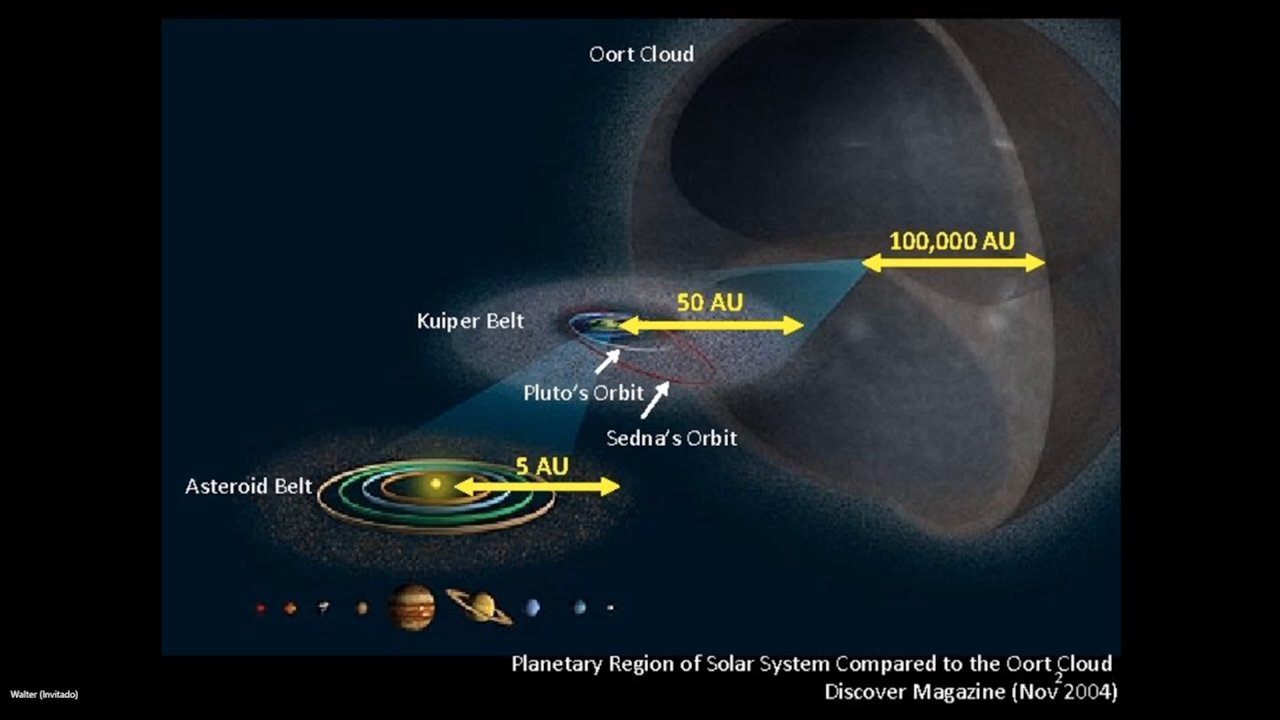 Oort Cloud
100,000 AU
50 AU
Kuiper Belt
Pluto's Orbit
Sedna's Orbit
5 AU
Asteroid Belt
Planetary Region of Solar System Compared to the Oort Cloud
2
Discover Magazine (Nov 2004)
Walter (Invitado)